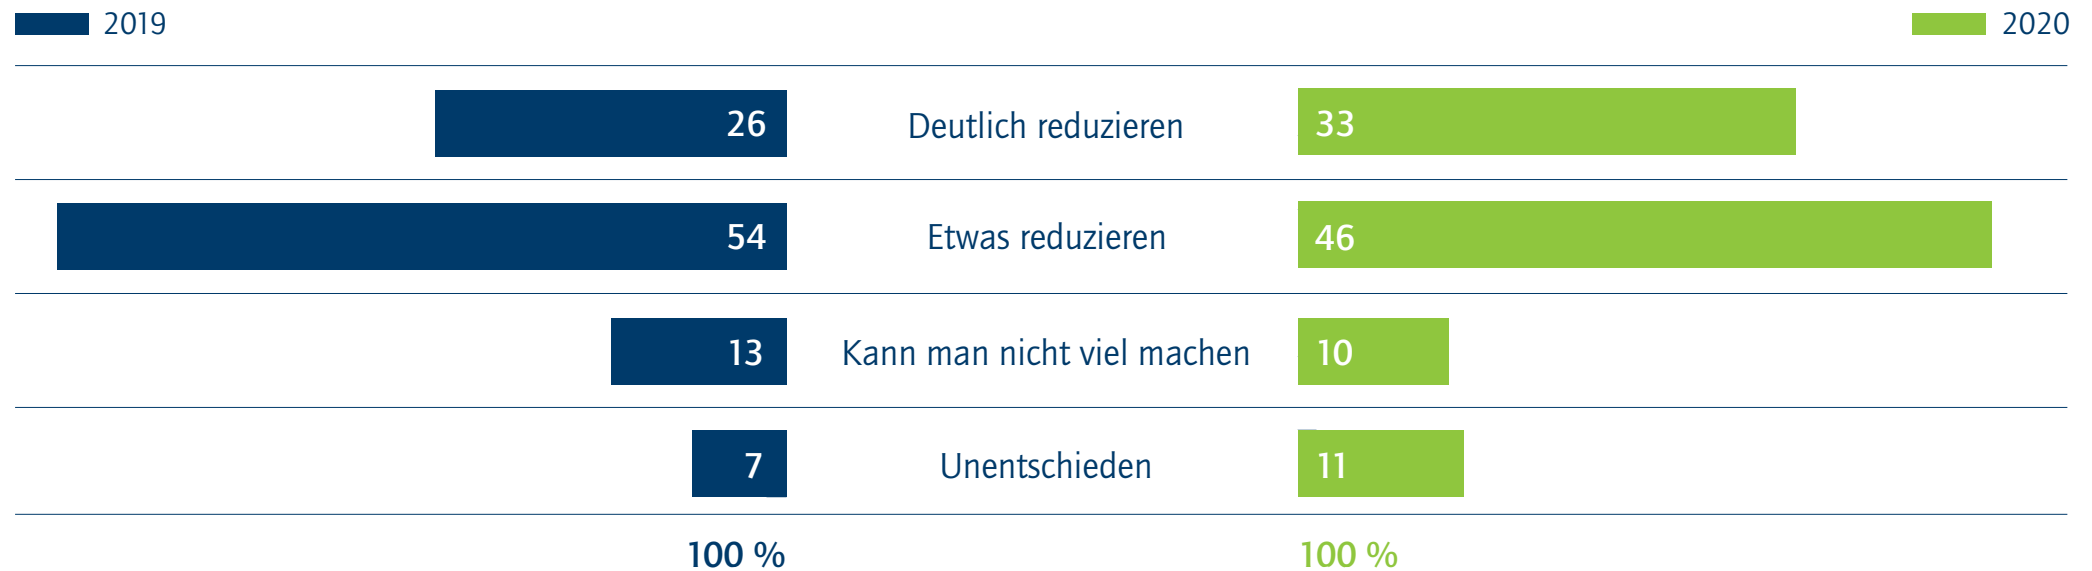 2019 2020
26 Deutlich reduzieren 33
54 Etwas reduzieren 46
13 Kann man nicht viel machen 10
7 Unentschieden 11
100 % 100 %